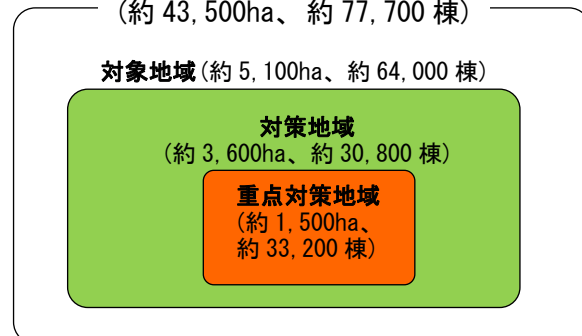 (約 43,500ha、約 77,700 棟)
対象地域(約 5,100ha、約 64,000 棟)
対策地域
(約 3,600ha、約 30,800 棟)
重点対策地域
(約 1,500ha、
約 33,200 棟)